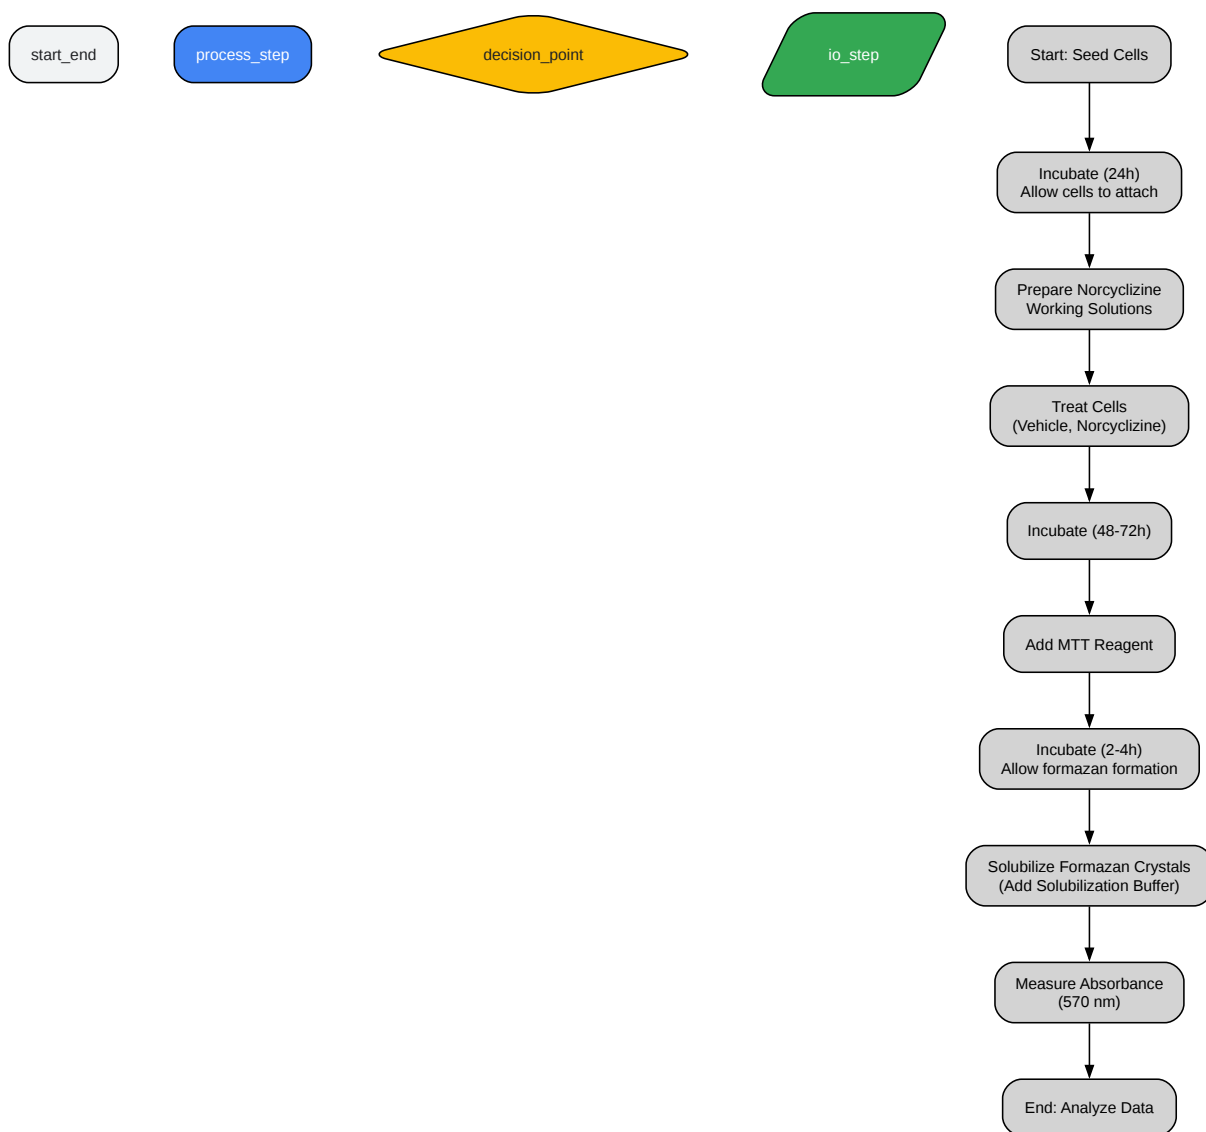 start_end
process_step
decision_point
io_step
Start: Seed Cells
Incubate (24h)
Allow cells to attach
Prepare Norcyclizine
Working Solutions
Treat Cells
(Vehicle, Norcyclizine)
Incubate (48-72h)
Add MTT Reagent
Incubate (2-4h)
Allow formazan formation
Solubilize Formazan Crystals
(Add Solubilization Buffer)
Measure Absorbance
(570 nm)
End: Analyze Data